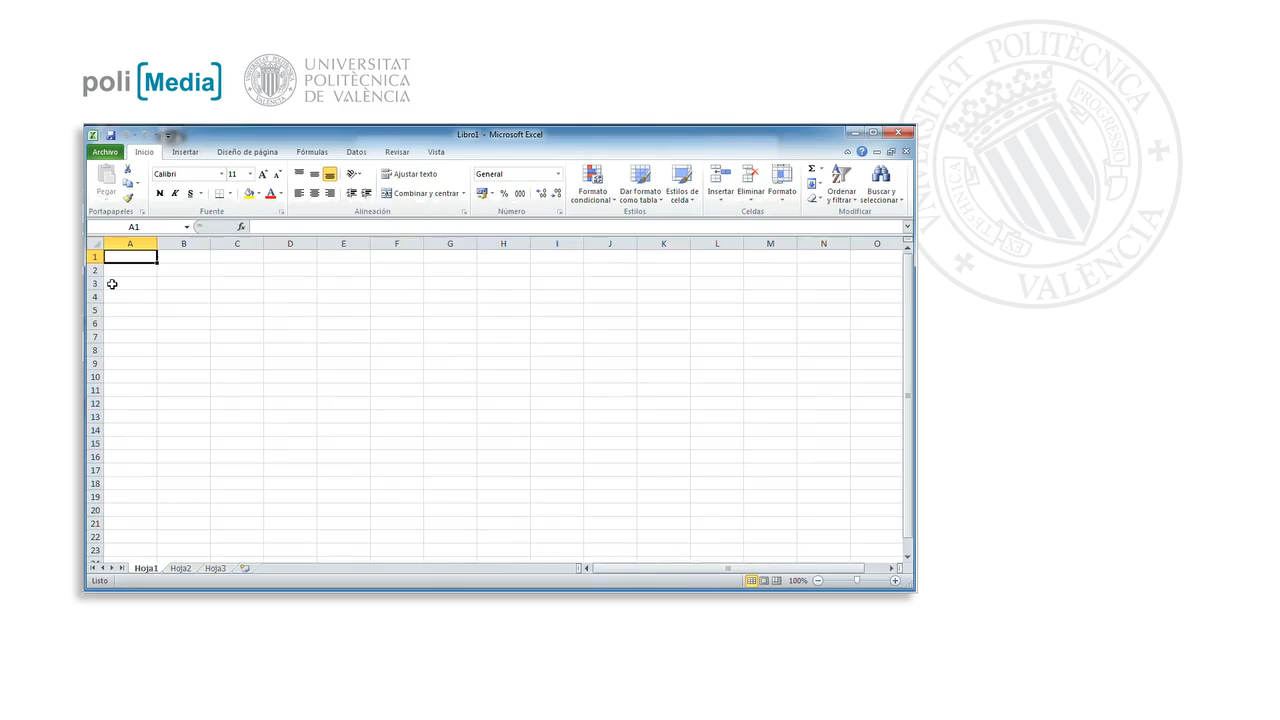 poli [Media]
UNIVERSITAT
POLITÈCNICA
DE VALÈNCIA
UNIVERSITAT POLITÈCNICA
DE VALÈNCIA
Libro1 - Microsoft Excel
Archivo Inicio Insertar Diseño de página Fórmulas Datos Revisar Vista
Pegar
Portapapeles
Calibri 11
N K S
Fuente
Ajustar texto
Combinar y centrar
Alineación
General
% 000
Número
Formato condicional
Dar formato como tabla
Estilos de celda
Estilos
Insertar Eliminar Formato
Celdas
Ordenar y filtrar
Buscar y seleccionar
Modificar
A1 fx
A B C D E F G H I J K L M N O
1
2
3
4
5
6
7
8
9
10
11
12
13
14
15
16
17
18
19
20
21
22
23
Hoja1 Hoja2 Hoja3
Listo 100%